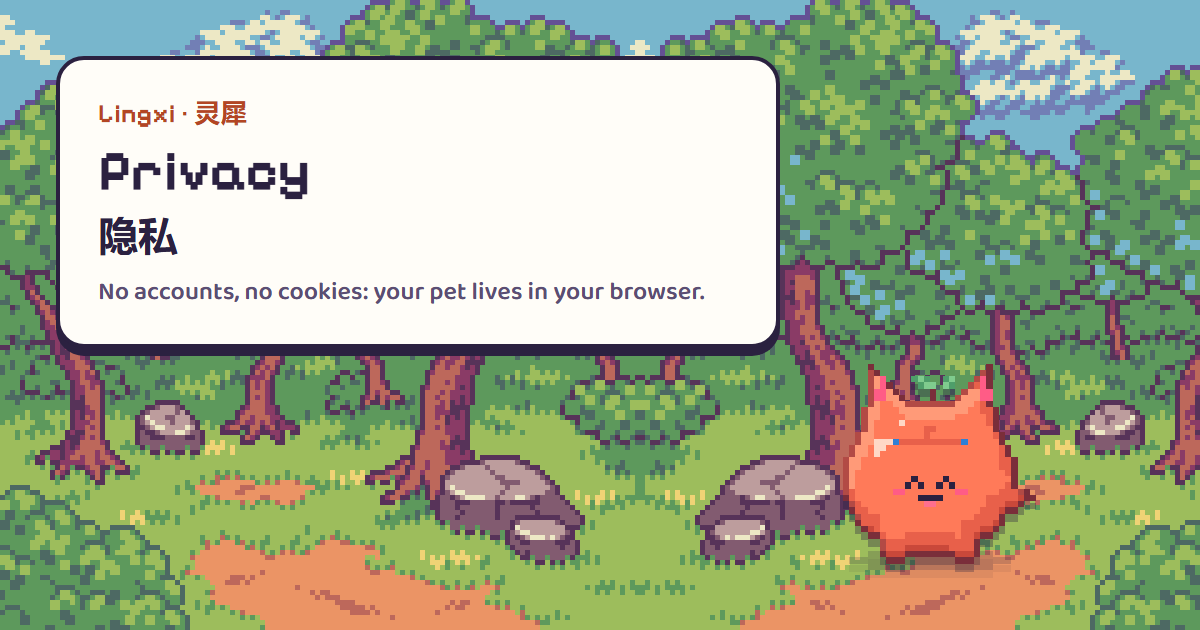 Lingxi · 灵犀
Privacy
隐私
No accounts, no cookies: your pet lives in your browser.